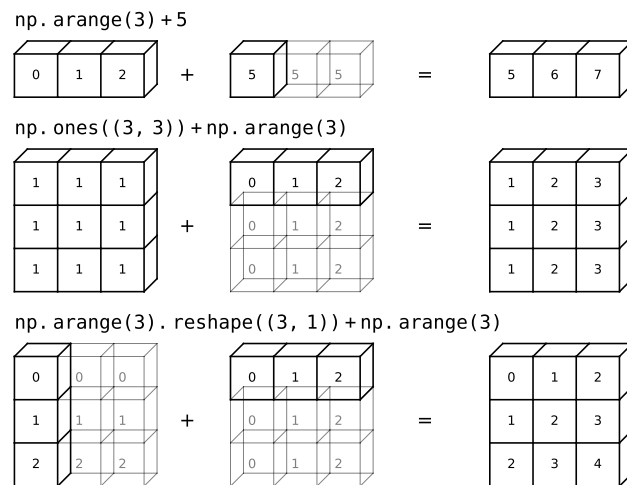 np.arange(3)+5
0 1 2 + 5 5 5 = 5 6 7
np.ones((3, 3))+np.arange(3)
1 1 1 0 1 2 1 2 3
1 1 1 + 0 1 2 = 1 2 3
1 1 1 0 1 2 1 2 3
np.arange(3).reshape((3, 1))+np.arange(3)
0 0 0 0 1 2 0 1 2
1 1 1 + 0 1 2 = 1 2 3
2 2 2 0 1 2 2 3 4